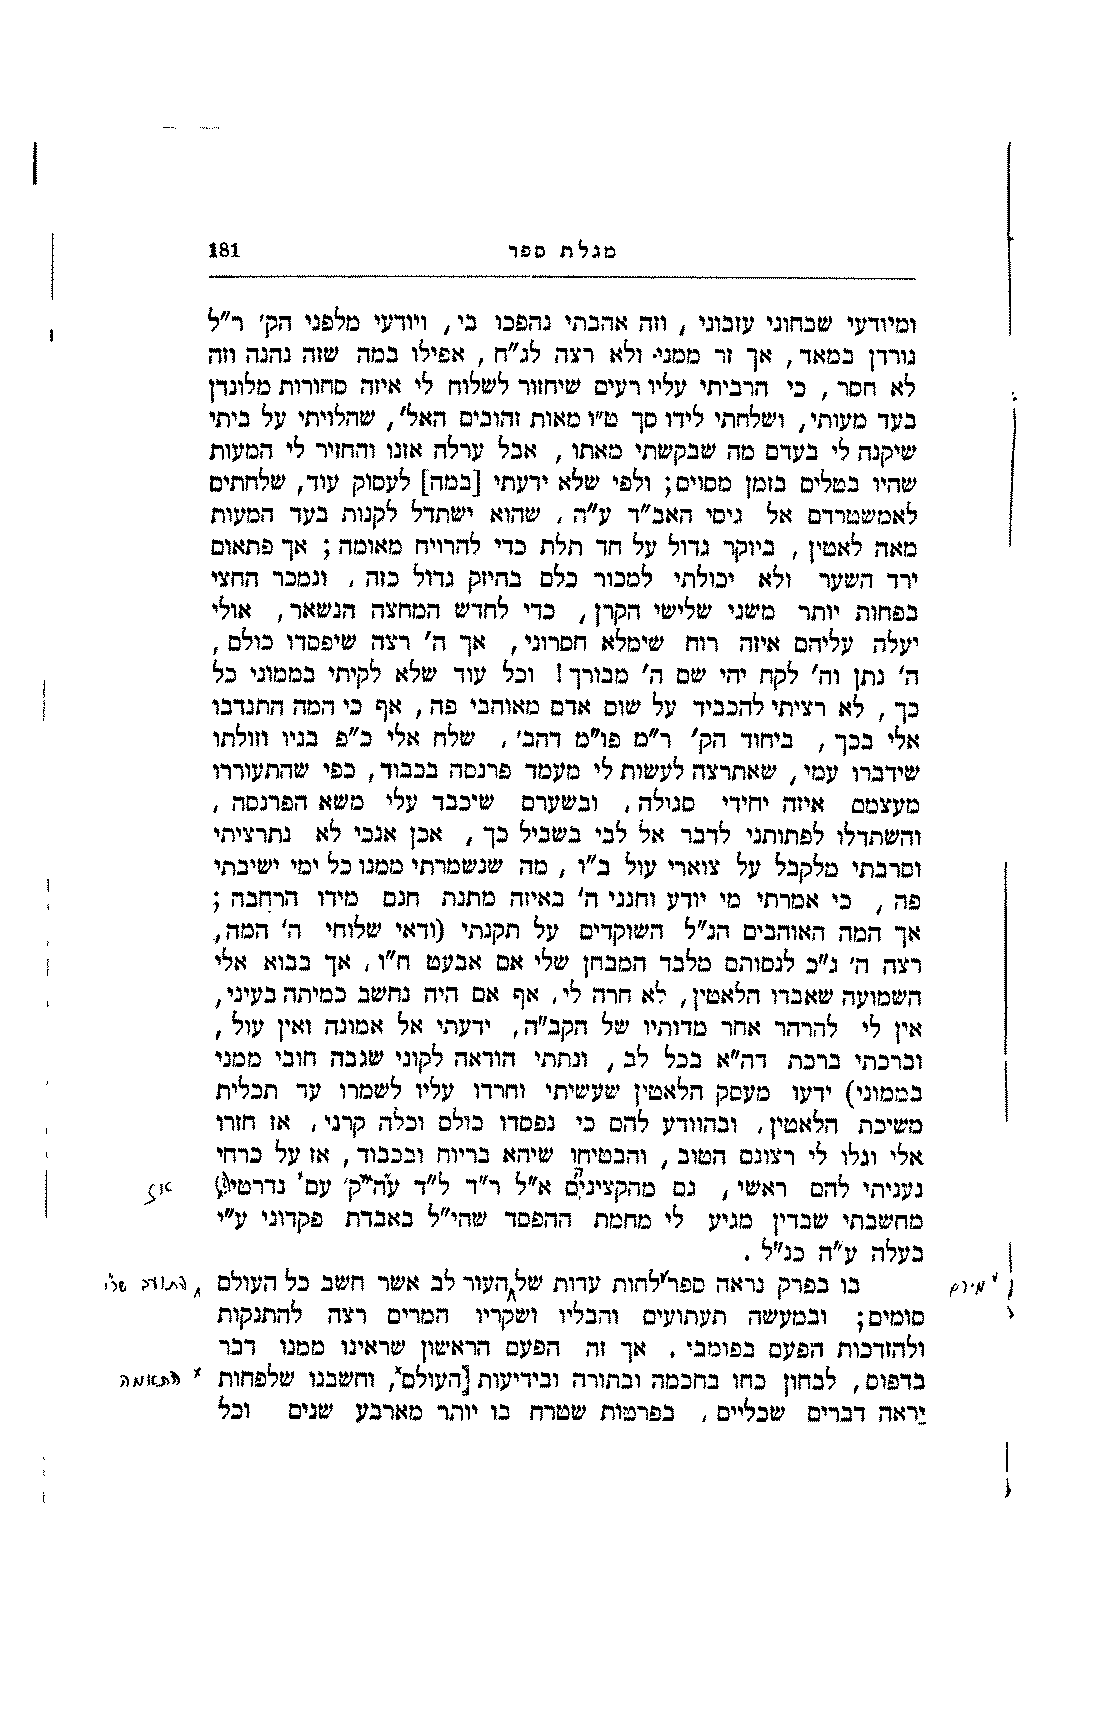 181 מגלת ספר
ומיודעי שכחוני עזבוני, וזה אהבתי נהפכו בי, ויודעי מלפני הק' ר"ל
גורדן במאד, אך זר ממני ולא רצה לג"ח, אפילו במה שזה נהנה וזה
לא חסר, כי הרביתי עליו רעים שיחזור לשלוח לי איזה סחורות מלונדן
בעד מעותי, ושלחתי לידו סך ט"ו מאות זהובים האל', שהלויתי על ביתי
שיקנה לי בעדם מה שבקשתי מאתו, אבל ערלה אזנו והחזיר לי המעות
שהיו בטלים בזמן מסוים; ולפי שלא ידעתי [במה] לעסוק עוד, שלחתים
לאמשטרדם אל גיסי האב"ד ע"ה, שהוא ישתדל לקנות בעד המעות
מאה לאטין, ביוקר גדול על חד תלת כדי להרויח מאומה; אך פתאום
ירד השער ולא יכולתי למכור כלם בהיזק גדול כזה, ונמכר החצי
בפחות יותר משני שלישי הקרן, כדי לחדש המחצה הנשאר, אולי
יעלה עליהם איזה רוח שימלא חסרוני, אך ה' רצה שיפסדו כולם,
ה' נתן וה' לקח יהי שם ה' מבורך! וכל עוד שלא לקיתי בממוני כל
כך, לא רציתי להכביד על שום אדם מאוהבי פה, אף כי המה התנדבו
אלי בכך, ביחוד הק' ר"מ פו"מ דהב', שלח אלי כ"פ בניו וזולתו
שידברו עמי, שאתרצה לעשות לי מעמד פרנסה בכבוד, כפי שהתעוררו
מעצמם איזה יחידי סגולה, ובשערם שיכבד עלי משא הפרנסה,
והשתדלו לפתותני לדבר אל לבי בשביל כך, אכן אנכי לא נתרציתי
וסרבתי מלקבל על צוארי עול ב"ו, מה שנשמרתי ממנו כל ימי ישיבתי
פה, כי אמרתי מי יודע וחנני ה' באיזה מתנת חנם מידו הרחבה;
אך המה האוהבים הנ"ל השוקדים על תקנתי (ודאי שלוחי ה' המה,
רצה ה' ג"כ לנסותם מלבד המבחן שלי אם אבעט ח"ו, אך בבוא אלי
השמועה שאבדו הלאטין, לא חרה לי, אף אם היה נחשב כמיתה בעיני,
אין לי להרהר אחר מדותיו של הקב"ה, ידעתי אל אמונה ואין עול,
וברכתי ברכת דה"א בכל לב, ונתתי הודאה לקוני שגבה חובי ממני
בממוני) ידעו מעסק הלאטין שעשיתי וחרדו עליו לשמרו עד תכלית
משיכת הלאטין, ובהוודע להם כי נפסדו כולם וכלה קרני, אז חזרו
אלי וגלו לי רצונם הטוב, והבטיחו שיהא בריוח ובכבוד, אז על כרחי
נעניתי להם ראשי, גם מהקצינים א"ל ר"ד ל"ד ע"ה"ק' עם' נדרטי
מחשבתי שבדין מגיע לי מחמת ההפסד שהי"ל באבדת פקדוני ע"י
בעלה ע"ה כנ"ל.
בו בפרק נראה ספר לחות עדות של העור לב אשר חשב כל העולם
סומים; ובמעשה תעתועים והבליו ושקריו המרים רצה להתנקות
ולהזדכות הפעם בפומבי, אך זה הפעם הראשון שראינו ממנו דבר
בדפוס, לבחון כחו בחכמה ובתורה ובידיעות [העולם, וחשבנו שלפחות x התאומה
יראה דברים שכליים, בפרטות שטרח בו יותר מארבע שנים וכל